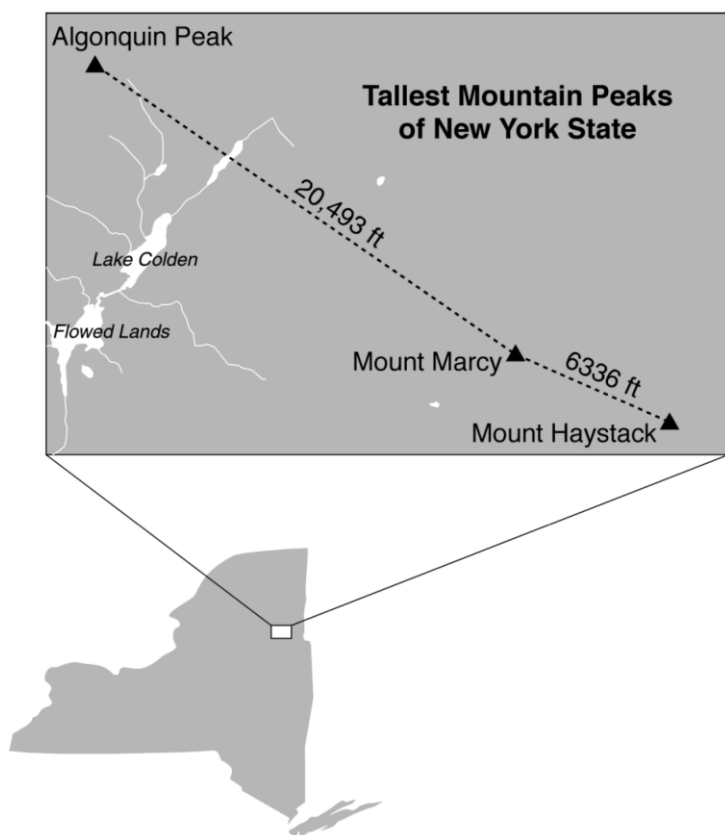 Algonquin Peak
Tallest Mountain Peaks
of New York State
20,493 ft
Lake Colden
Flowed Lands
Mount Marcy
6336 ft
Mount Haystack